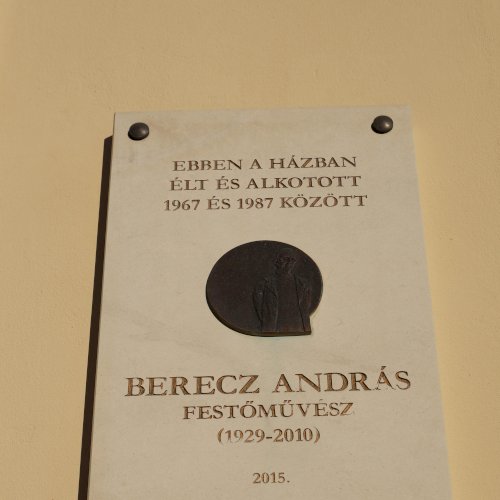 EBBEN A HÁZBAN
ÉLT ÉS ALKOTOTT
1967 ÉS 1987 KÖZÖTT
BERECZ ANDRÁS
FESTŐMŰVÉSZ
(1929-2010)
2015.